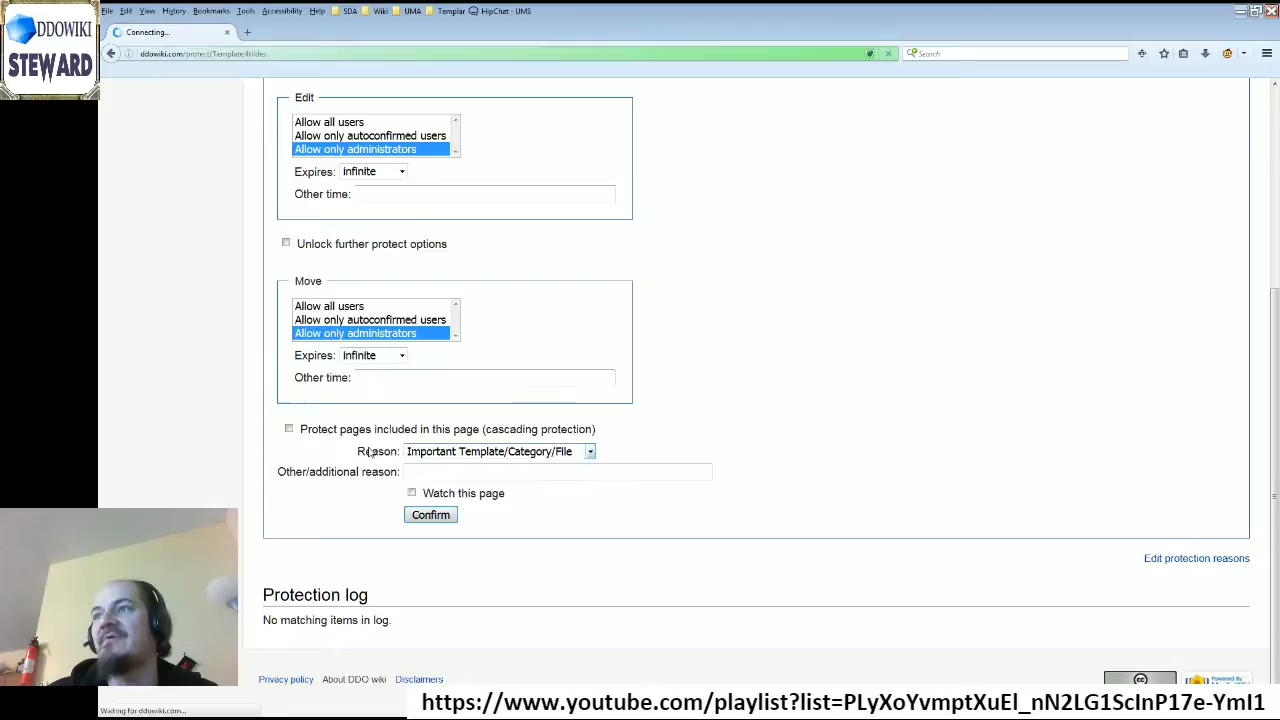 DDOWIKI
STEWARD
File Edit View History Bookmarks Tools Accessibility Help SDA Wiki UMA Templar HipChat - UMS
Connecting...
ddowiki.com/protect/Template:4tildes
Search
Edit
Allow all users
Allow only autoconfirmed users
Allow only administrators
Expires: infinite
Other time:
Unlock further protect options
Move
Allow all users
Allow only autoconfirmed users
Allow only administrators
Expires: infinite
Other time:
Protect pages included in this page (cascading protection)
Reason: Important Template/Category/File
Other/additional reason:
Watch this page
Confirm
Edit protection reasons
Protection log
No matching items in log.
Privacy policy About DDO wiki Disclaimers
cc
Powered By
Waiting for ddowiki.com...
https://www.youtube.com/playlist?list=PLyXoYvmptXuEl_nN2LG1ScInP17e-YmI1